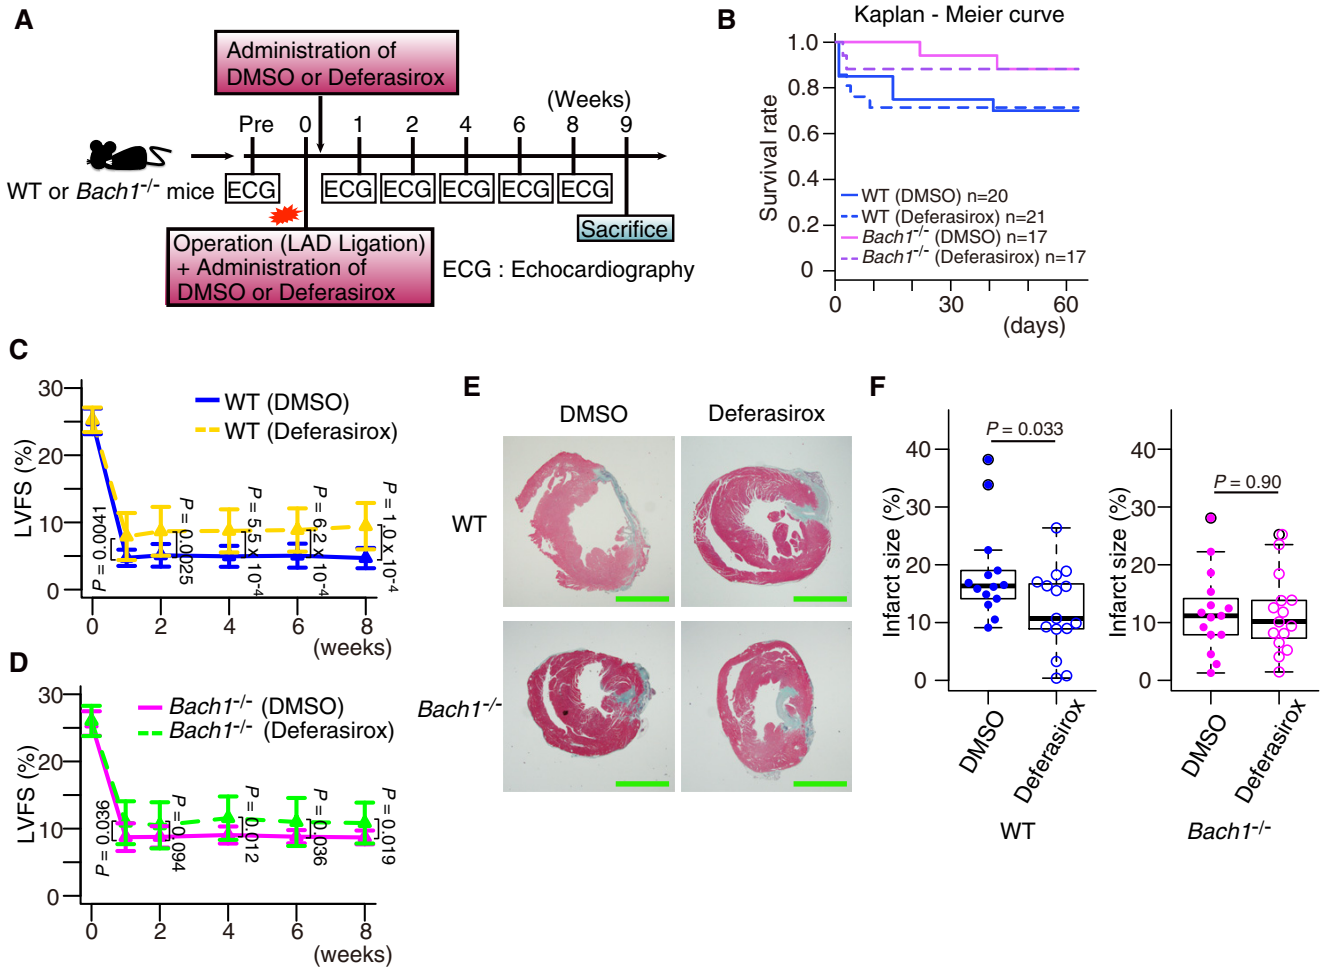 A
Administration of
DMSO or Deferasirox
(Weeks)
Pre 0 1 2 4 6 8 9
WT or Bach1-/- mice
ECG ECG ECG ECG ECG ECG
Sacrifice
Operation (LAD Ligation)
+ Administration of
DMSO or Deferasirox
ECG : Echocardiography
B
Kaplan - Meier curve
Survival rate
1.0
0.8
0.6
0.4
0.2
0
WT (DMSO) n=20
WT (Deferasirox) n=21
Bach1-/- (DMSO) n=17
Bach1-/- (Deferasirox) n=17
0 30 60
(days)
C
LVFS (%)
30
20
10
0
WT (DMSO)
WT (Deferasirox)
P = 0.0041
P = 0.0025
P = 5.5 x 10-4
P = 6.2 x 10-4
P = 1.0 x 10-4
0 2 4 6 8
(weeks)
D
LVFS (%)
30
20
10
0
Bach1-/- (DMSO)
Bach1-/- (Deferasirox)
P = 0.036
P = 0.094
P = 0.012
P = 0.036
P = 0.019
0 2 4 6 8
(weeks)
E
DMSO Deferasirox
WT
Bach1-/-
F
Infarct size (%)
40
30
20
10
0
P = 0.033
DMSO
Deferasirox
WT
Infarct size (%)
40
30
20
10
0
P = 0.90
DMSO
Deferasirox
Bach1-/-